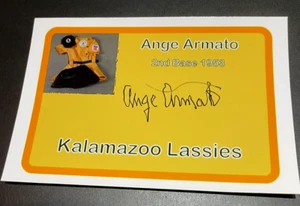 Ange Armato
2nd Base 1953
Ange Armato
Kalamazoo Lassies